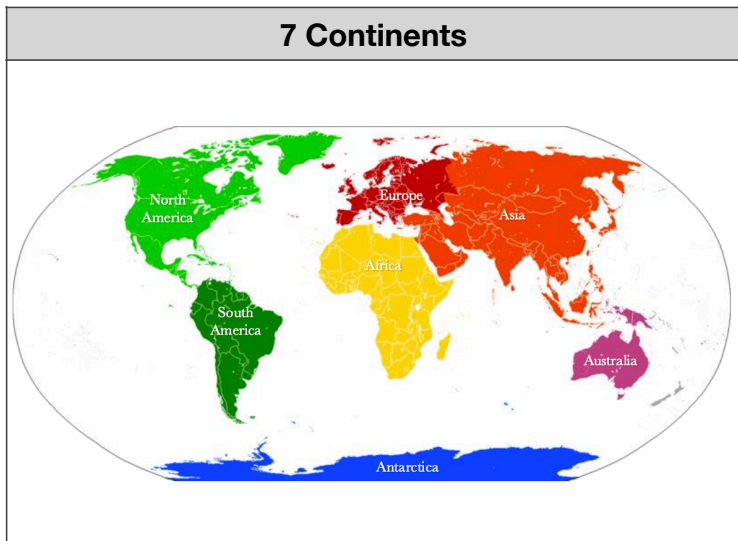 7 Continents
North
America
Europe
Asia
Africa
South
America
Australia
Antarctica